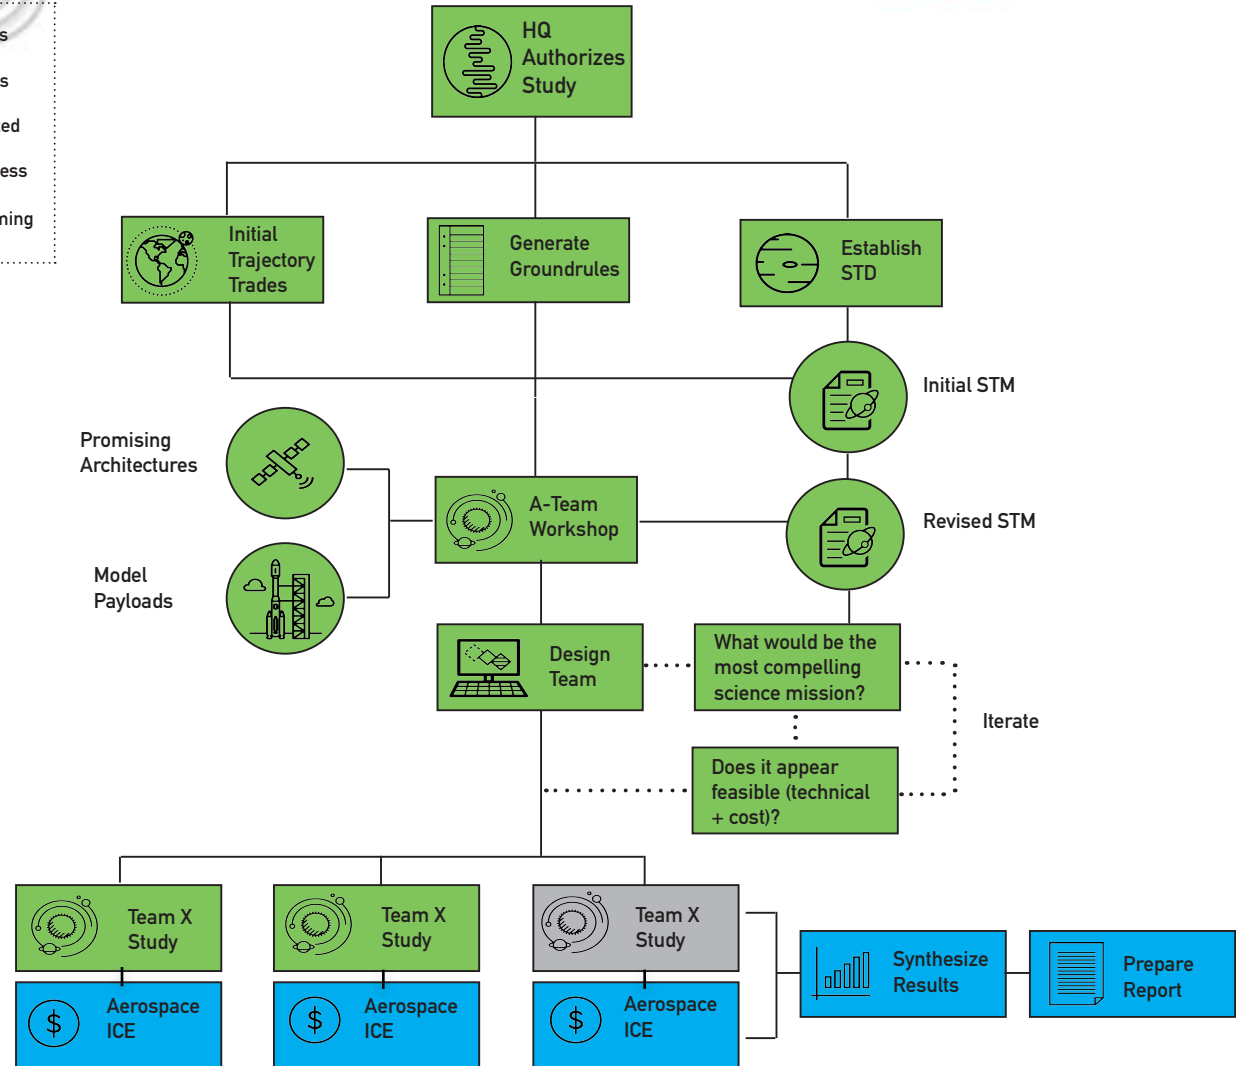 HQ
Authorizes
Study
Initial
Trajectory
Trades
Generate
Groundrules
Establish
STD
Initial STM
Promising
Architectures
A-Team
Workshop
Revised STM
Model
Payloads
Design
Team
What would be the
most compelling
science mission?
Iterate
Does it appear
feasible (technical
+ cost)?
Team X
Study
Team X
Study
Team X
Study
Aerospace
ICE
$
Aerospace
ICE
$
Aerospace
ICE
$
Synthesize
Results
Prepare
Report